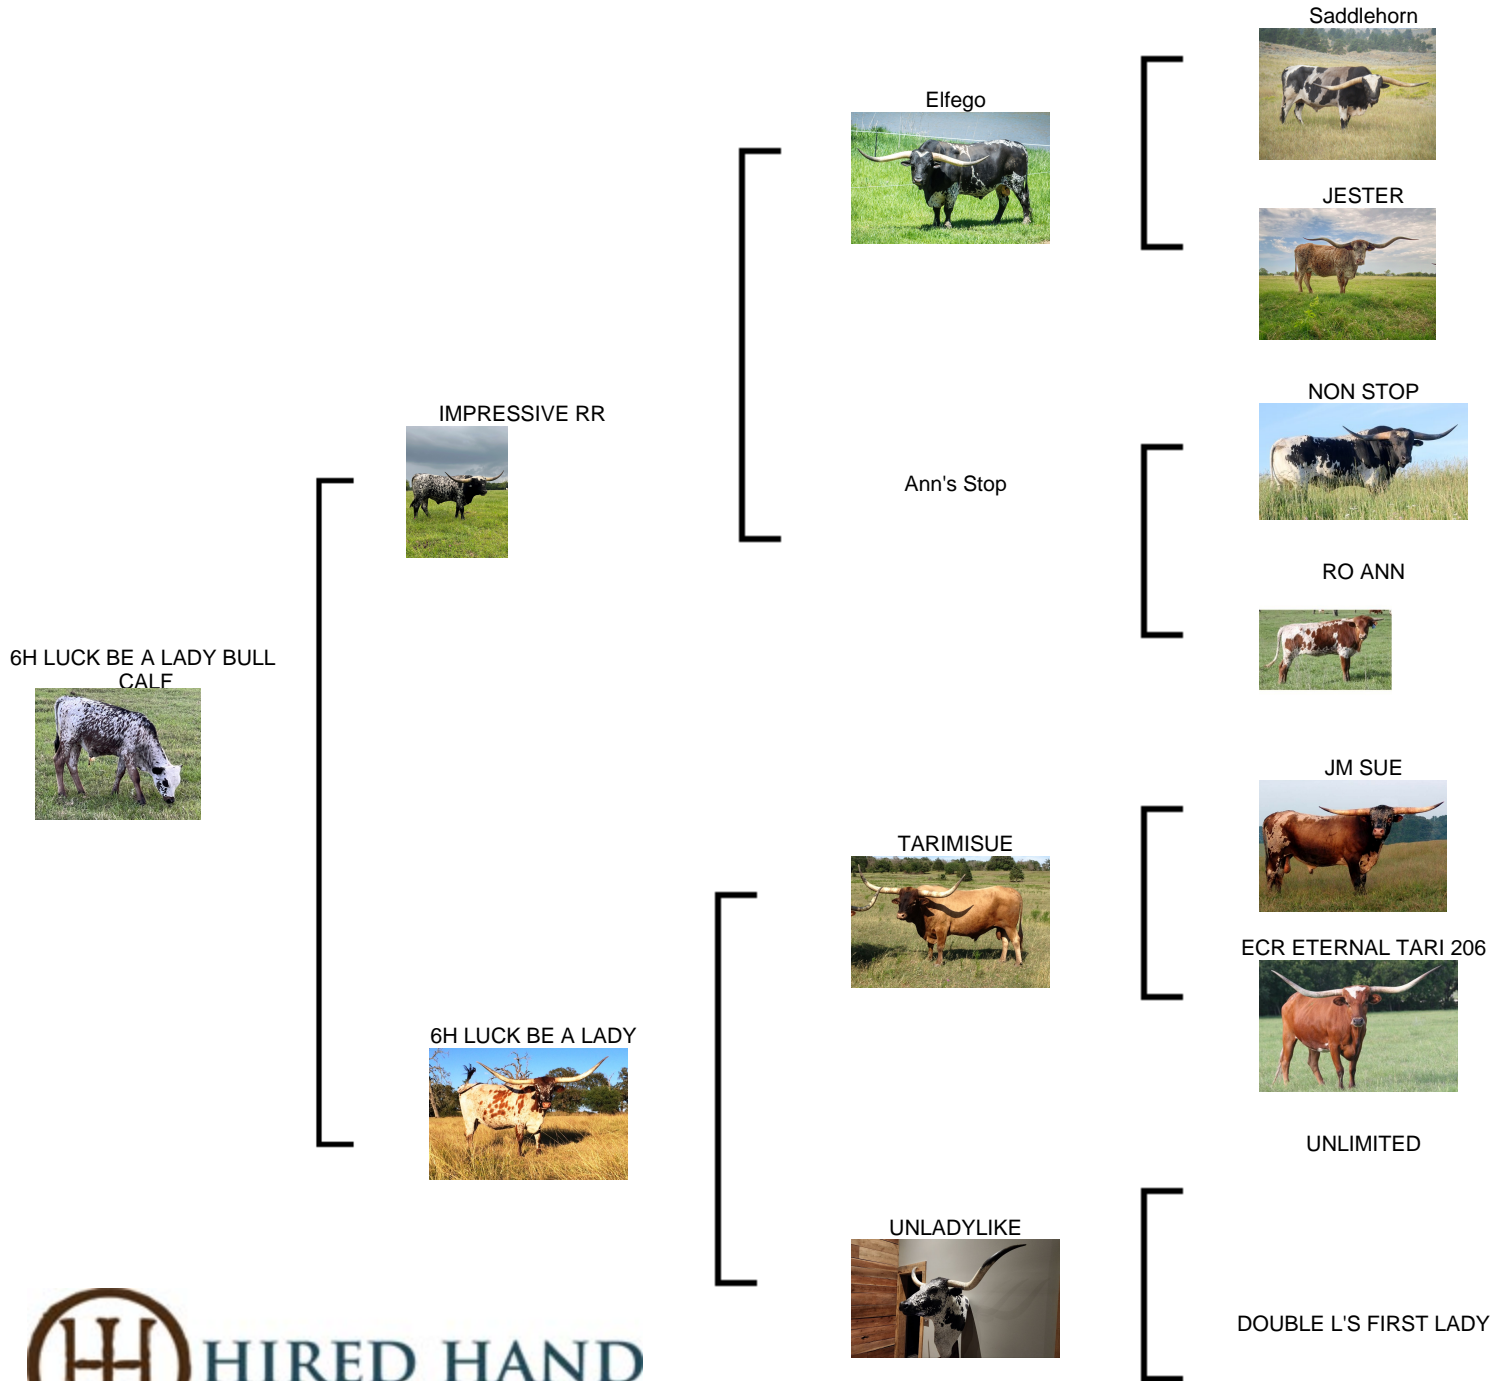 Saddlehorn
Elfego
JESTER
NON STOP
IMPRESSIVE RR
Ann's Stop
RO ANN
6H LUCK BE A LADY BULL
CALF
JM SUE
TARIMISUE
ECR ETERNAL TARI 206
6H LUCK BE A LADY
UNLIMITED
UNLADYLIKE
DOUBLE L'S FIRST LADY
HH HIRED HAND